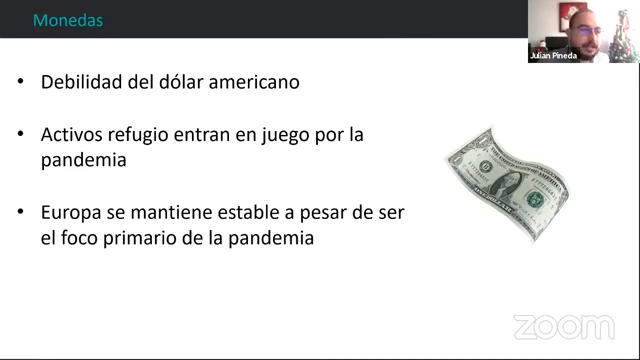 Monedas
Julian Pineda
• Debilidad del dólar americano
• Activos refugio entran en juego por la
pandemia
• Europa se mantiene estable a pesar de ser
el foco primario de la pandemia
zoom